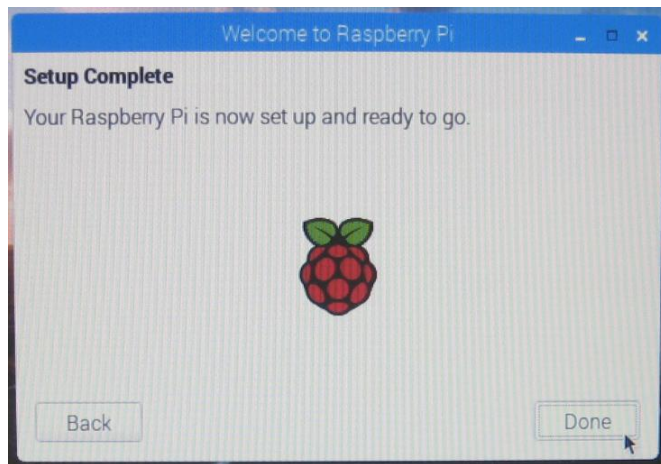 Welcome to Raspberry Pi
Setup Complete
Your Raspberry Pi is now set up and ready to go.
Back
Done